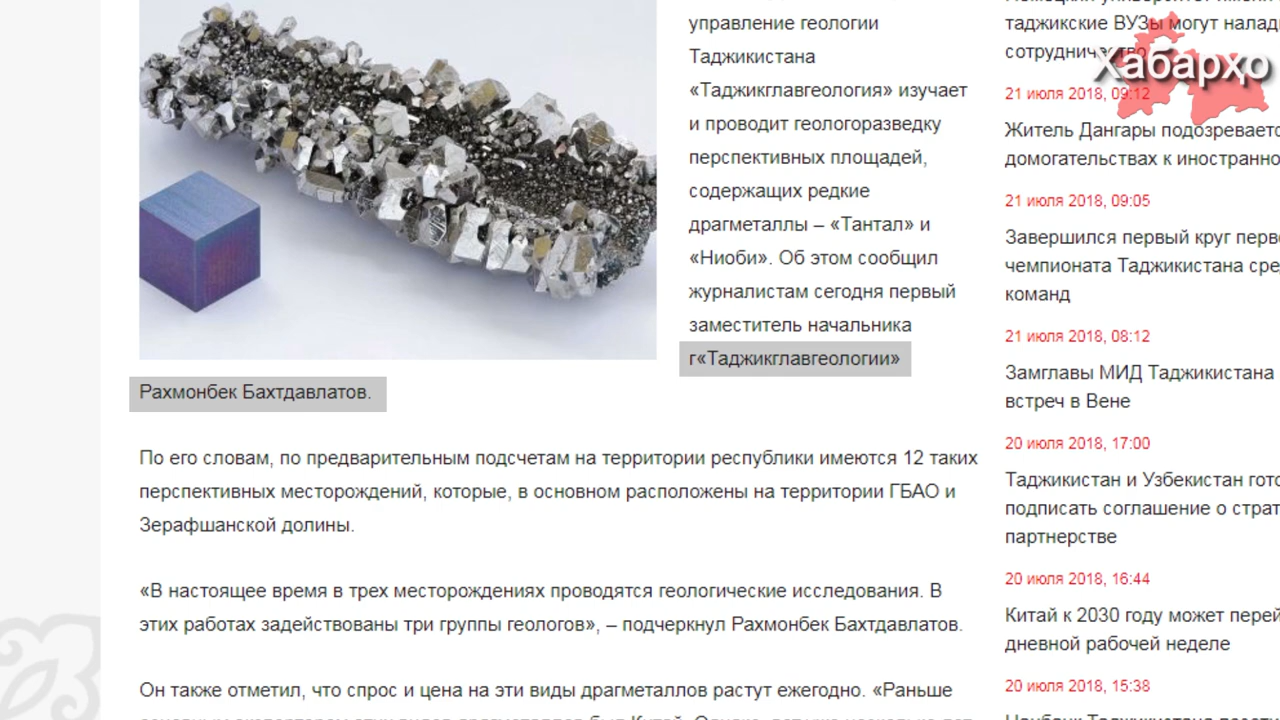 управление геологии
Таджикистана
«Таджикглавгеология» изучает
и проводит геологоразведку
перспективных площадей,
содержащих редкие
драгметаллы – «Тантал» и
«Ниоби». Об этом сообщил
журналистам сегодня первый
заместитель начальника
г«Таджикглавгеологии»
Рахмонбек Бахтдавлатов.
По его словам, по предварительным подсчетам на территории республики имеются 12 таких
перспективных месторождений, которые, в основном расположены на территории ГБАО и
Зерафшанской долины.
«В настоящее время в трех месторождениях проводятся геологические исследования. В
этих работах задействованы три группы геологов», – подчеркнул Рахмонбек Бахтдавлатов.
Он также отметил, что спрос и цена на эти виды драгметаллов растут ежегодно. «Раньше
таджикские ВУЗы могут налад
сотрудничество
Хабарҳо
21 июля 2018, 09:12
Житель Дангары подозреваетс
домогательствах к иностранно
21 июля 2018, 09:05
Завершился первый круг перво
чемпионата Таджикистана сре
команд
21 июля 2018, 08:12
Замглавы МИД Таджикистана
встреч в Вене
20 июля 2018, 17:00
Таджикистан и Узбекистан гото
подписать соглашение о страт
партнерстве
20 июля 2018, 16:44
Китай к 2030 году может перей
дневной рабочей неделе
20 июля 2018, 15:38